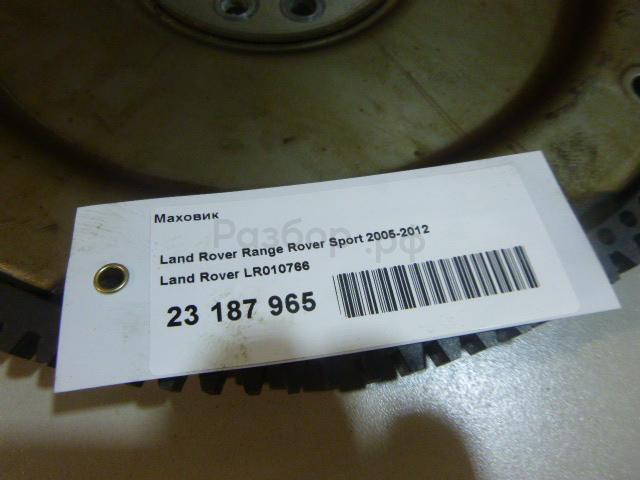 Маховик
Разбор.рф
Land Rover Range Rover Sport 2005-2012
Land Rover LR010766
23 187 965